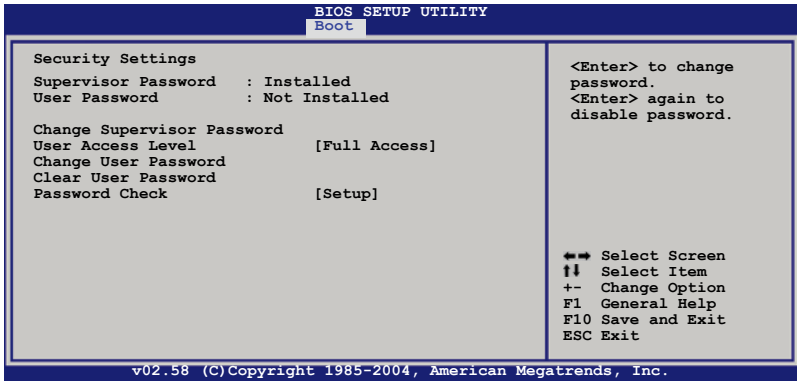 BIOS SETUP UTILITY
Boot
Security Settings
Supervisor Password : Installed
User Password : Not Installed
Change Supervisor Password
User Access Level [Full Access]
Change User Password
Clear User Password
Password Check [Setup]
<Enter> to change
password.
<Enter> again to
disable password.
←→ Select Screen
↑↓ Select Item
+- Change Option
F1 General Help
F10 Save and Exit
ESC Exit
v02.58 (C)Copyright 1985-2004, American Megatrends, Inc.